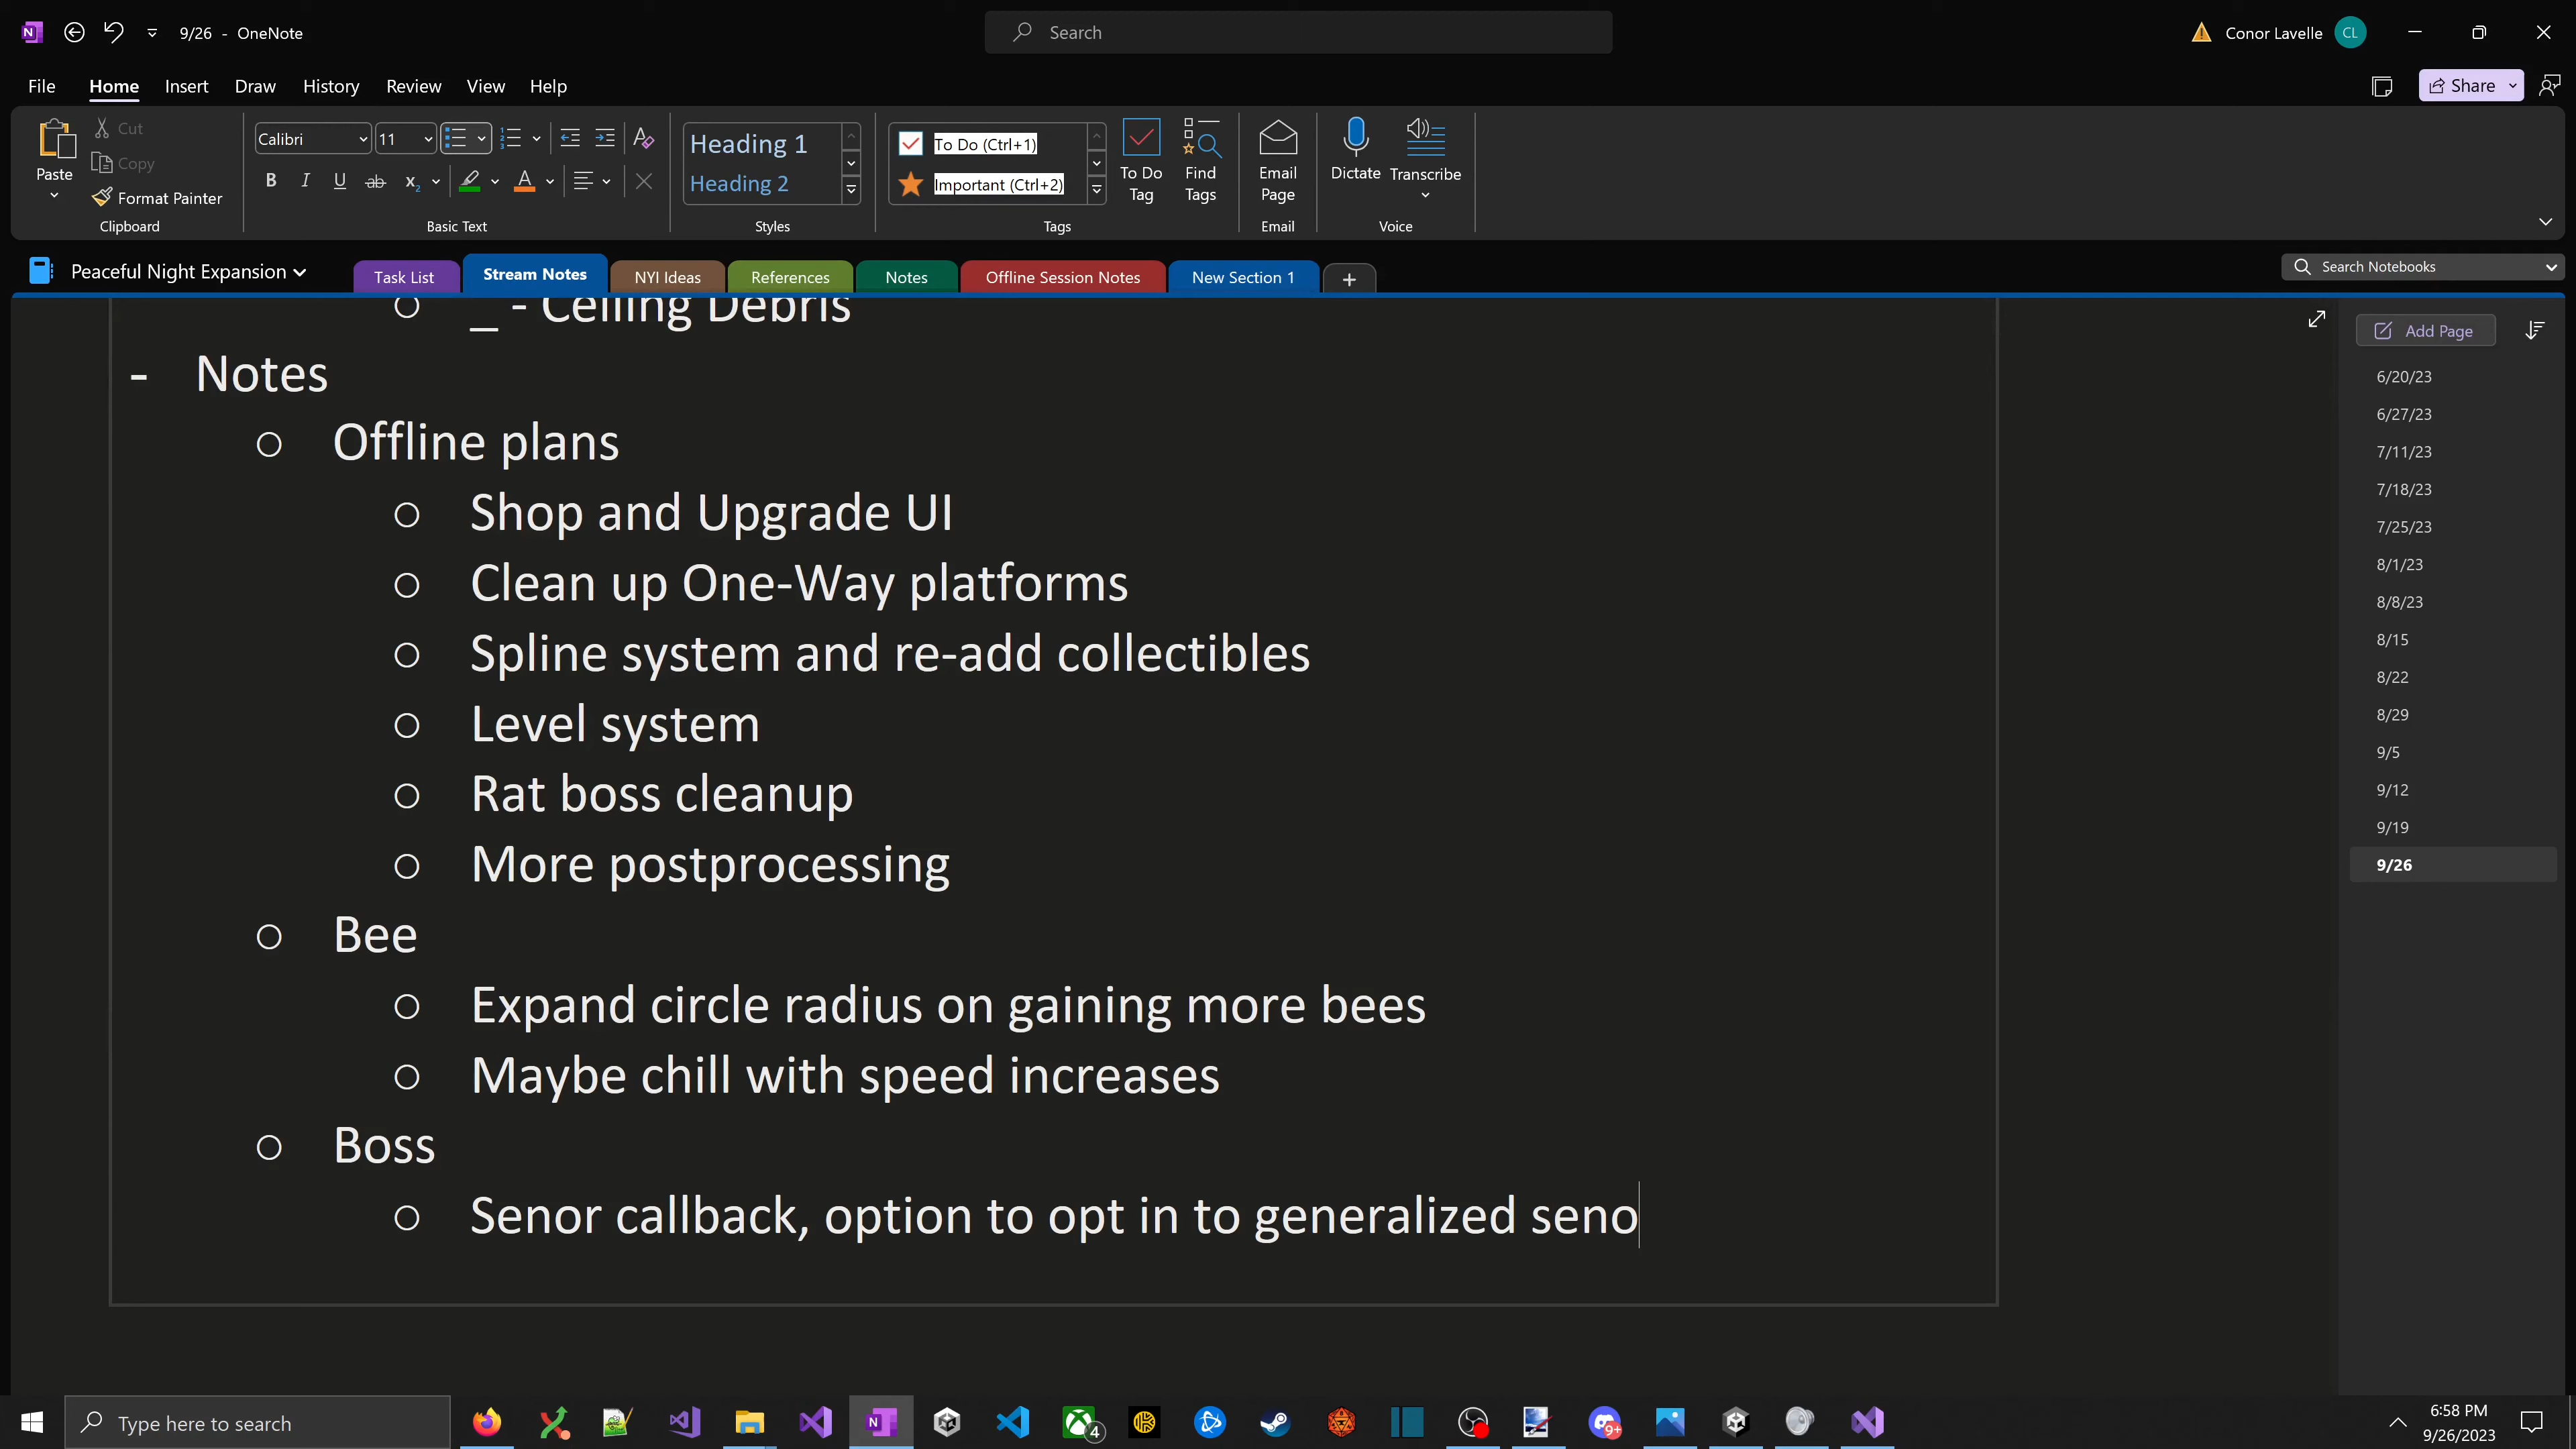 9/26 - OneNote
Search
Conor Lavelle
CL
File Home Insert Draw History Review View Help
Share
Paste
Cut
Copy
Format Painter
Clipboard
Calibri
11
Basic Text
Heading 1
Heading 2
Styles
To Do (Ctrl+1)
Important (Ctrl+2)
Tags
To Do
Tag
Find
Tags
Email
Page
Email
Dictate
Transcribe
Voice
Peaceful Night Expansion
Task List
Stream Notes
NYI Ideas
References
Notes
Offline Session Notes
New Section 1
+
Search Notebooks
_ - Ceiling Debris
- Notes
Offline plans
Shop and Upgrade UI
Clean up One-Way platforms
Spline system and re-add collectibles
Level system
Rat boss cleanup
More postprocessing
Bee
Expand circle radius on gaining more bees
Maybe chill with speed increases
Boss
Senor callback, option to opt in to generalized seno
Add Page
6/20/23
6/27/23
7/11/23
7/18/23
7/25/23
8/1/23
8/8/23
8/15
8/22
8/29
9/5
9/12
9/19
9/26
Type here to search
4
9+
6:58 PM
9/26/2023